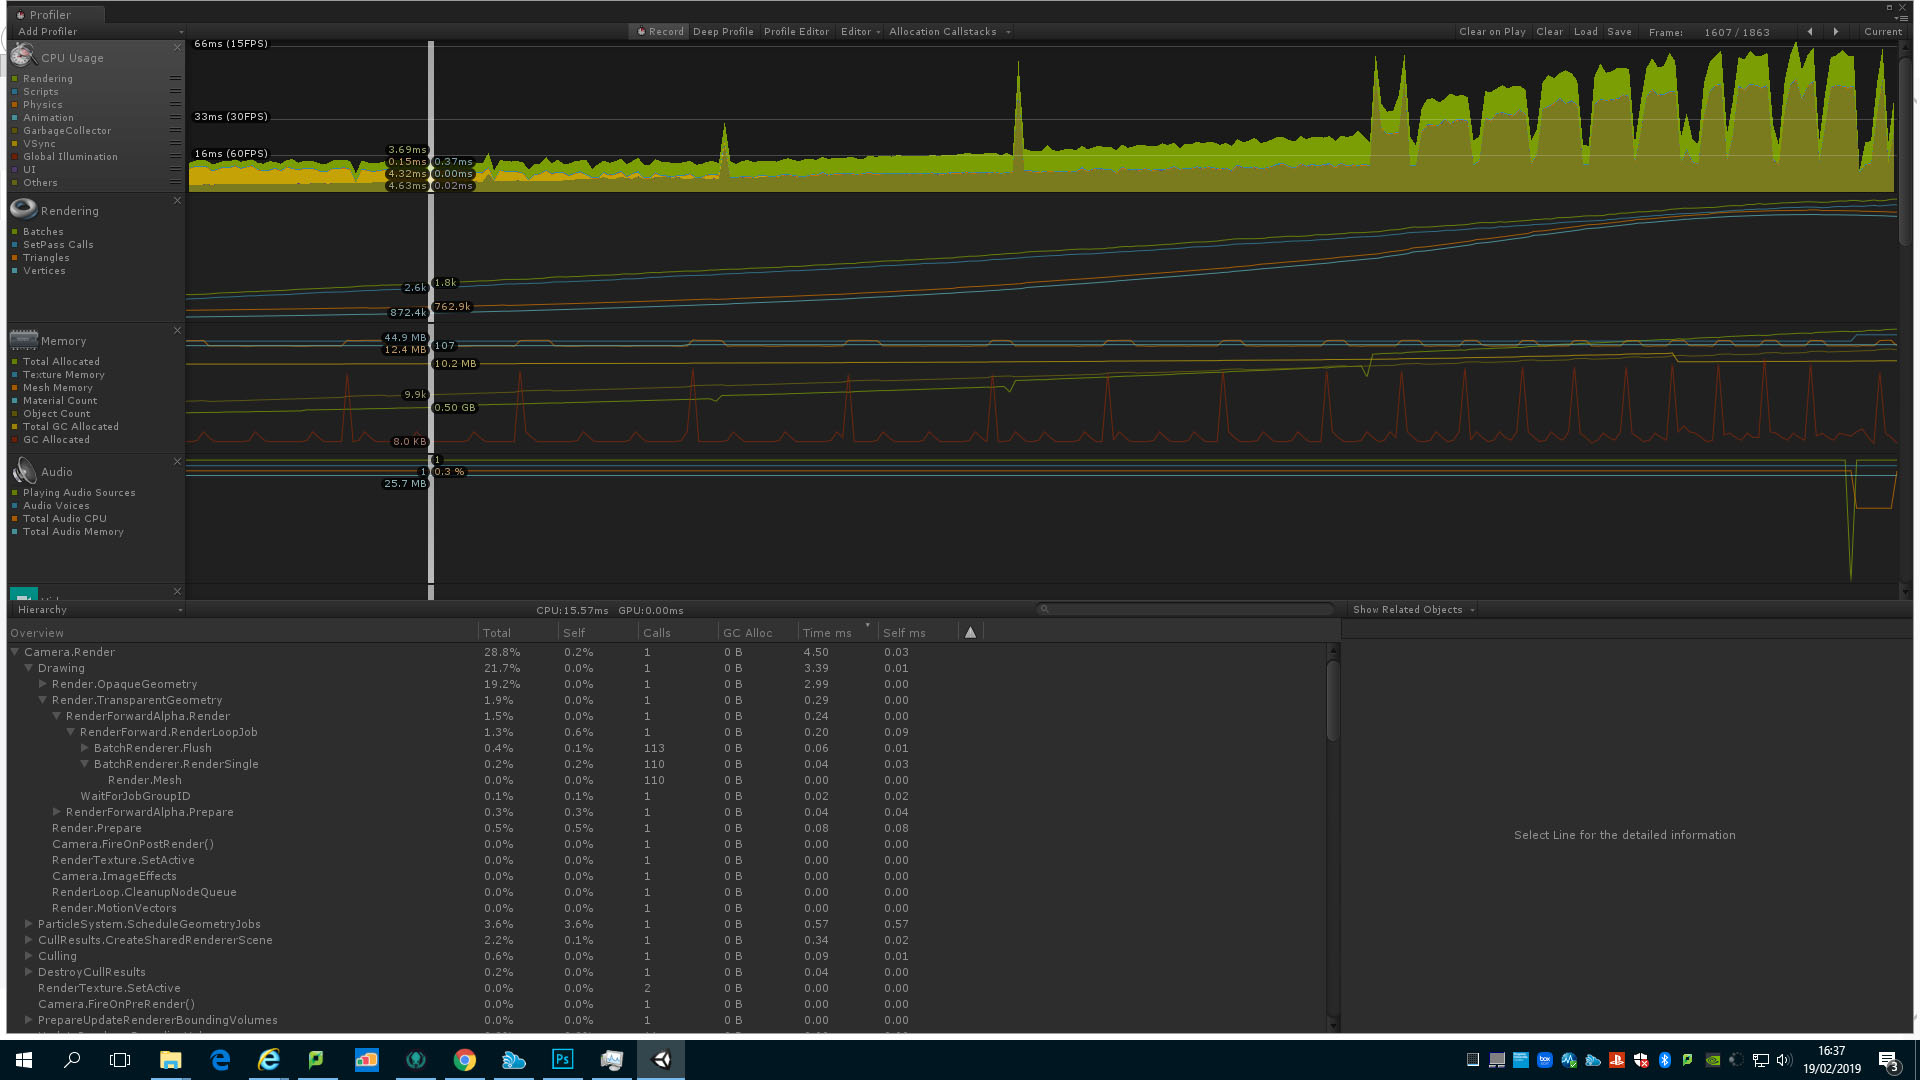 Profiler
Add Profiler Record Deep Profile Profile Editor Editor Allocation Callstacks Clear on Play Clear Load Save Frame: 1607 / 1863 Current
CPU Usage
Rendering
Scripts
Physics
Animation
GarbageCollector
VSync
Global Illumination
UI
Others
66ms (15FPS)
33ms (30FPS)
16ms (60FPS)
3.69ms
0.15ms 0.37ms
4.32ms 0.00ms
4.63ms 0.02ms
Rendering
Batches
SetPass Calls
Triangles
Vertices
2.6k 1.8k
872.4k 762.9k
Memory
Total Allocated
Texture Memory
Mesh Memory
Material Count
Object Count
Total GC Allocated
GC Allocated
44.9 MB
12.4 MB 107
10.2 MB
9.9k
0.50 GB
8.0 KB
Audio
Playing Audio Sources
Audio Voices
Total Audio CPU
Total Audio Memory
1
1 0.3 %
25.7 MB
Hierarchy CPU:15.57ms GPU:0.00ms Show Related Objects
Overview Total Self Calls GC Alloc Time ms Self ms
Camera.Render 28.8% 0.2% 1 0 B 4.50 0.03
Drawing 21.7% 0.0% 1 0 B 3.39 0.01
Render.OpaqueGeometry 19.2% 0.0% 1 0 B 2.99 0.00
Render.TransparentGeometry 1.9% 0.0% 1 0 B 0.29 0.00
RenderForwardAlpha.Render 1.5% 0.0% 1 0 B 0.24 0.00
RenderForward.RenderLoopJob 1.3% 0.6% 1 0 B 0.20 0.09
BatchRenderer.Flush 0.4% 0.1% 113 0 B 0.06 0.01
BatchRenderer.RenderSingle 0.2% 0.2% 110 0 B 0.04 0.03
Render.Mesh 0.0% 0.0% 110 0 B 0.00 0.00
WaitForJobGroupID 0.1% 0.1% 1 0 B 0.02 0.02
RenderForwardAlpha.Prepare 0.3% 0.3% 1 0 B 0.04 0.04
Render.Prepare 0.5% 0.5% 1 0 B 0.08 0.08
Camera.FireOnPostRender() 0.0% 0.0% 1 0 B 0.00 0.00
RenderTexture.SetActive 0.0% 0.0% 1 0 B 0.00 0.00
Camera.ImageEffects 0.0% 0.0% 1 0 B 0.00 0.00
RenderLoop.CleanupNodeQueue 0.0% 0.0% 1 0 B 0.00 0.00
Render.MotionVectors 0.0% 0.0% 1 0 B 0.00 0.00
ParticleSystem.ScheduleGeometryJobs 3.6% 3.6% 1 0 B 0.57 0.57
CullResults.CreateSharedRendererScene 2.2% 0.1% 1 0 B 0.34 0.02
Culling 0.6% 0.0% 1 0 B 0.09 0.01
DestroyCullResults 0.2% 0.0% 1 0 B 0.04 0.00
RenderTexture.SetActive 0.0% 0.0% 2 0 B 0.00 0.00
Camera.FireOnPreRender() 0.0% 0.0% 1 0 B 0.00 0.00
PrepareUpdateRendererBoundingVolumes 0.0% 0.0% 1 0 B 0.00 0.00
Select Line for the detailed information
Ps
box
16:37
19/02/2019
3